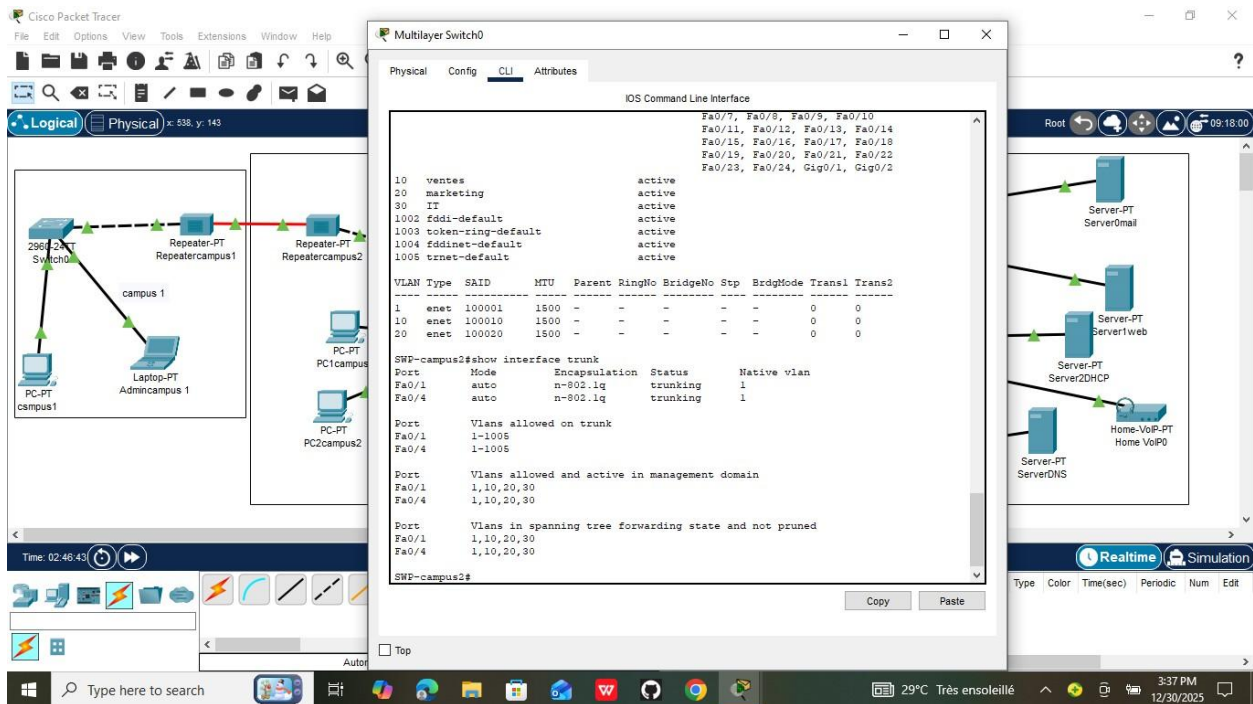 Cisco Packet Tracer
File Edit Options View Tools Extensions Window Help
?
Logical Physical x: 538, y: 143
Root 09:18:00
2960-24TT
Switch0
Repeater-PT
Repeatercampus1
Repeater-PT
Repeatercampus2
campus 1
PC-PT
csmpus1
Laptop-PT
Admincampus 1
PC-PT
PC1campus
PC-PT
PC2campus2
Multilayer Switch0
Physical Config CLI Attributes
IOS Command Line Interface
Fa0/7, Fa0/8, Fa0/9, Fa0/10
Fa0/11, Fa0/12, Fa0/13, Fa0/14
Fa0/15, Fa0/16, Fa0/17, Fa0/18
Fa0/19, Fa0/20, Fa0/21, Fa0/22
Fa0/23, Fa0/24, Gig0/1, Gig0/2
10 ventes active
20 marketing active
30 IT active
1002 fddi-default active
1003 token-ring-default active
1004 fddinet-default active
1005 trnet-default active
VLAN Type SAID MTU Parent RingNo BridgeNo Stp BrdgMode Trans1 Trans2
---- ----- ---------- ----- ------ ------ -------- ---- -------- ------ ------
1 enet 100001 1500 - - - - - 0 0
10 enet 100010 1500 - - - - - 0 0
20 enet 100020 1500 - - - - - 0 0
SWP-campus2#show interface trunk
Port Mode Encapsulation Status Native vlan
Fa0/1 auto n-802.1q trunking 1
Fa0/4 auto n-802.1q trunking 1
Port Vlans allowed on trunk
Fa0/1 1-1005
Fa0/4 1-1005
Port Vlans allowed and active in management domain
Fa0/1 1,10,20,30
Fa0/4 1,10,20,30
Port Vlans in spanning tree forwarding state and not pruned
Fa0/1 1,10,20,30
Fa0/4 1,10,20,30
SWP-campus2#
Copy Paste
Top
Server-PT
Server0mail
Server-PT
Server1web
Server-PT
Server2DHCP
Home-VoIP-PT
Home VoIP0
Server-PT
ServerDNS
Time: 02:46:43
Realtime Simulation
Type Color Time(sec) Periodic Num Edit
Autor
Type here to search
29°C Très ensoleillé
3:37 PM
12/30/2025